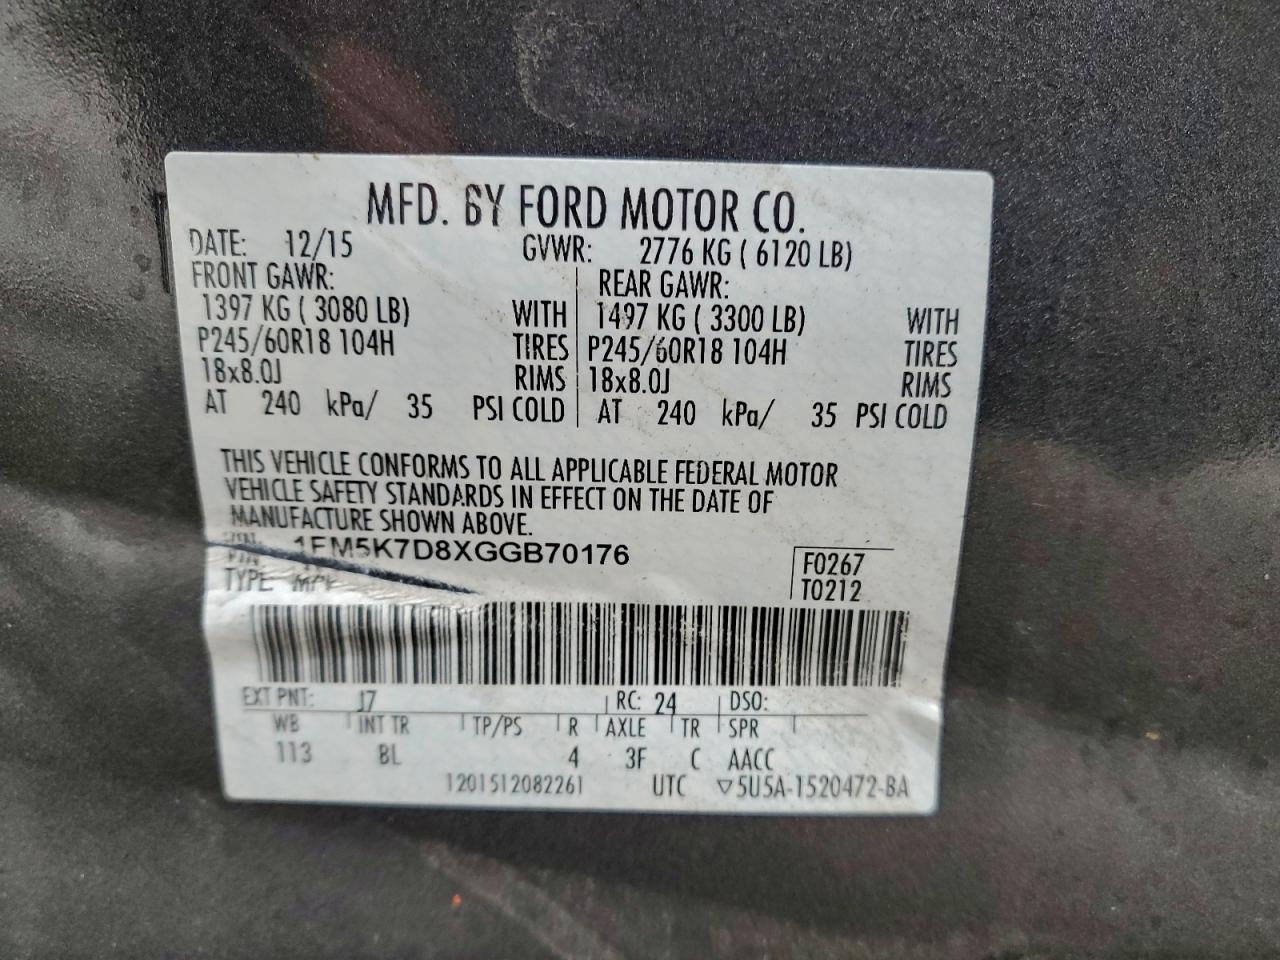 MFD. BY FORD MOTOR CO.
DATE: 12/15 GVWR: 2776 KG ( 6120 LB)
FRONT GAWR: REAR GAWR:
1397 KG ( 3080 LB) WITH 1497 KG ( 3300 LB) WITH
P245/60R18 104H TIRES P245/60R18 104H TIRES
18x8.0J RIMS 18x8.0J RIMS
AT 240 kPa/ 35 PSI COLD AT 240 kPa/ 35 PSI COLD
THIS VEHICLE CONFORMS TO ALL APPLICABLE FEDERAL MOTOR
VEHICLE SAFETY STANDARDS IN EFFECT ON THE DATE OF
MANUFACTURE SHOWN ABOVE.
VIN: 1FM5K7D8XGGB70176 F0267
TYPE: MPV T0212
EXT PNT: J7 RC: 24 DSO:
WB INT TR TP/PS R AXLE TR SPR
113 BL 4 3F C AACC
1201512082261 UTC ▽5U5A-1520472-BA